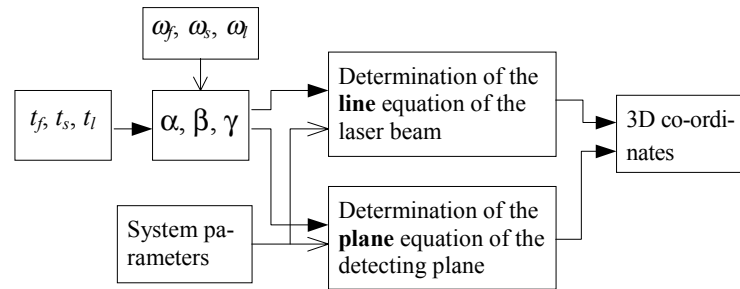 ωf, ωs, ωl
tf, ts, tl
α, β, γ
Determination of the
line equation of the
laser beam
3D co-ordi-
nates
System pa-
rameters
Determination of the
plane equation of the
detecting plane